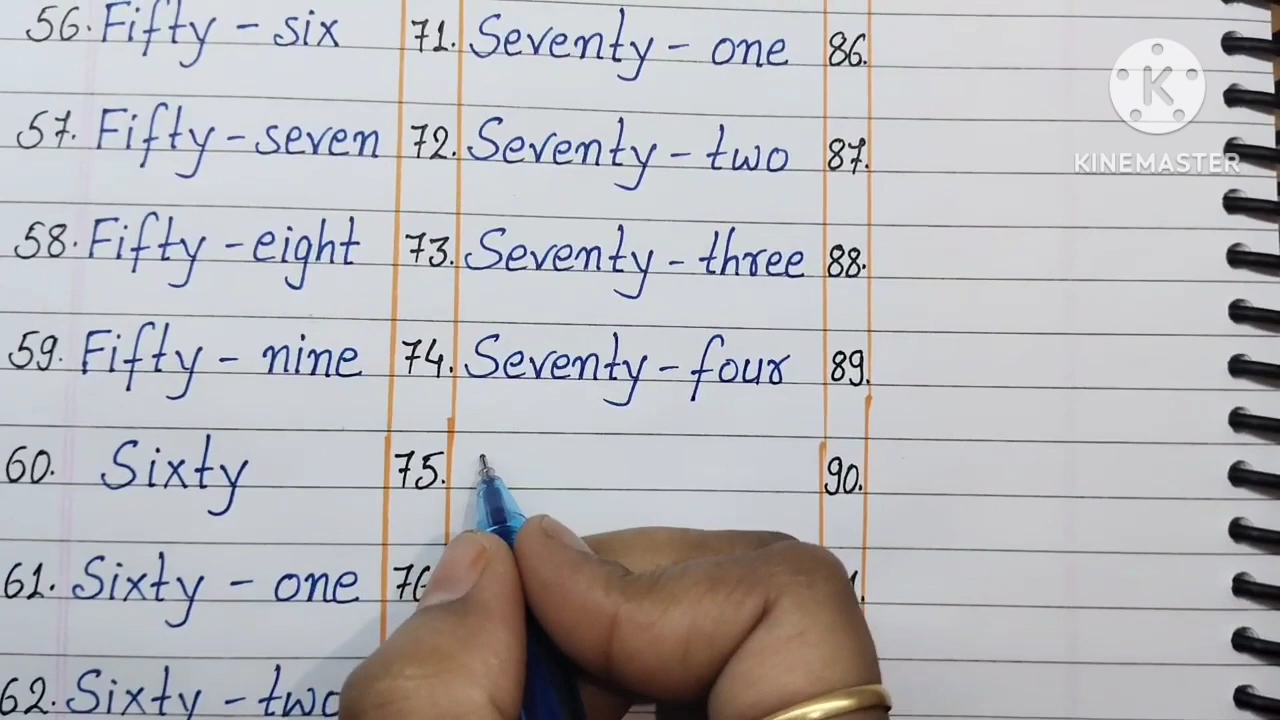 56. Fifty - six 71. Seventy - one 86.
57. Fifty - seven 72. Seventy - two 87.
58. Fifty - eight 73. Seventy - three 88.
59. Fifty - nine 74. Seventy - four 89.
60. Sixty 75. 90.
61. Sixty - one
62. Sixty - two
K
KINEMASTER